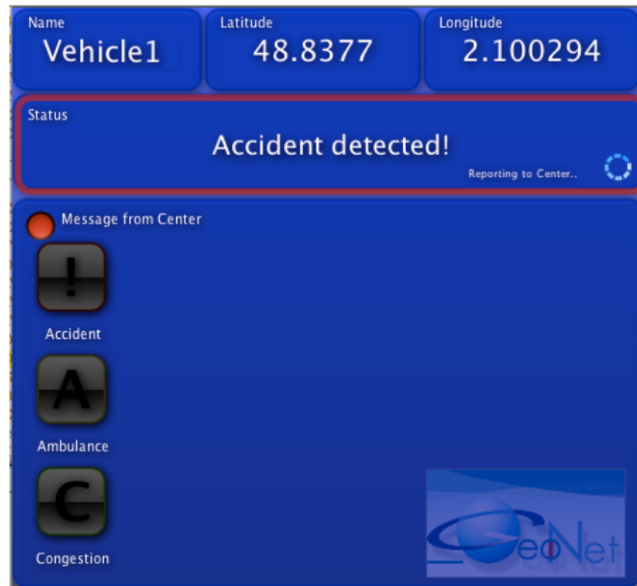 Name
Vehicle1
Latitude
48.8377
Longitude
2.100294
Status
Accident detected!
Reporting to Center..
Message from Center
!
Accident
A
Ambulance
C
Congestion
GeoNet